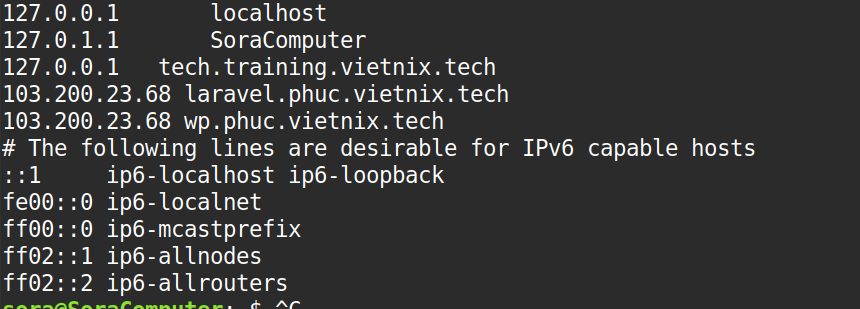 127.0.0.1       localhost
127.0.1.1       SoraComputer
127.0.0.1   tech.training.vietnix.tech
103.200.23.68 laravel.phuc.vietnix.tech
103.200.23.68 wp.phuc.vietnix.tech
# The following lines are desirable for IPv6 capable hosts
::1     ip6-localhost ip6-loopback
fe00::0 ip6-localnet
ff00::0 ip6-mcastprefix
ff02::1 ip6-allnodes
ff02::2 ip6-allrouters
sora@SoraComputer:~$ ^C